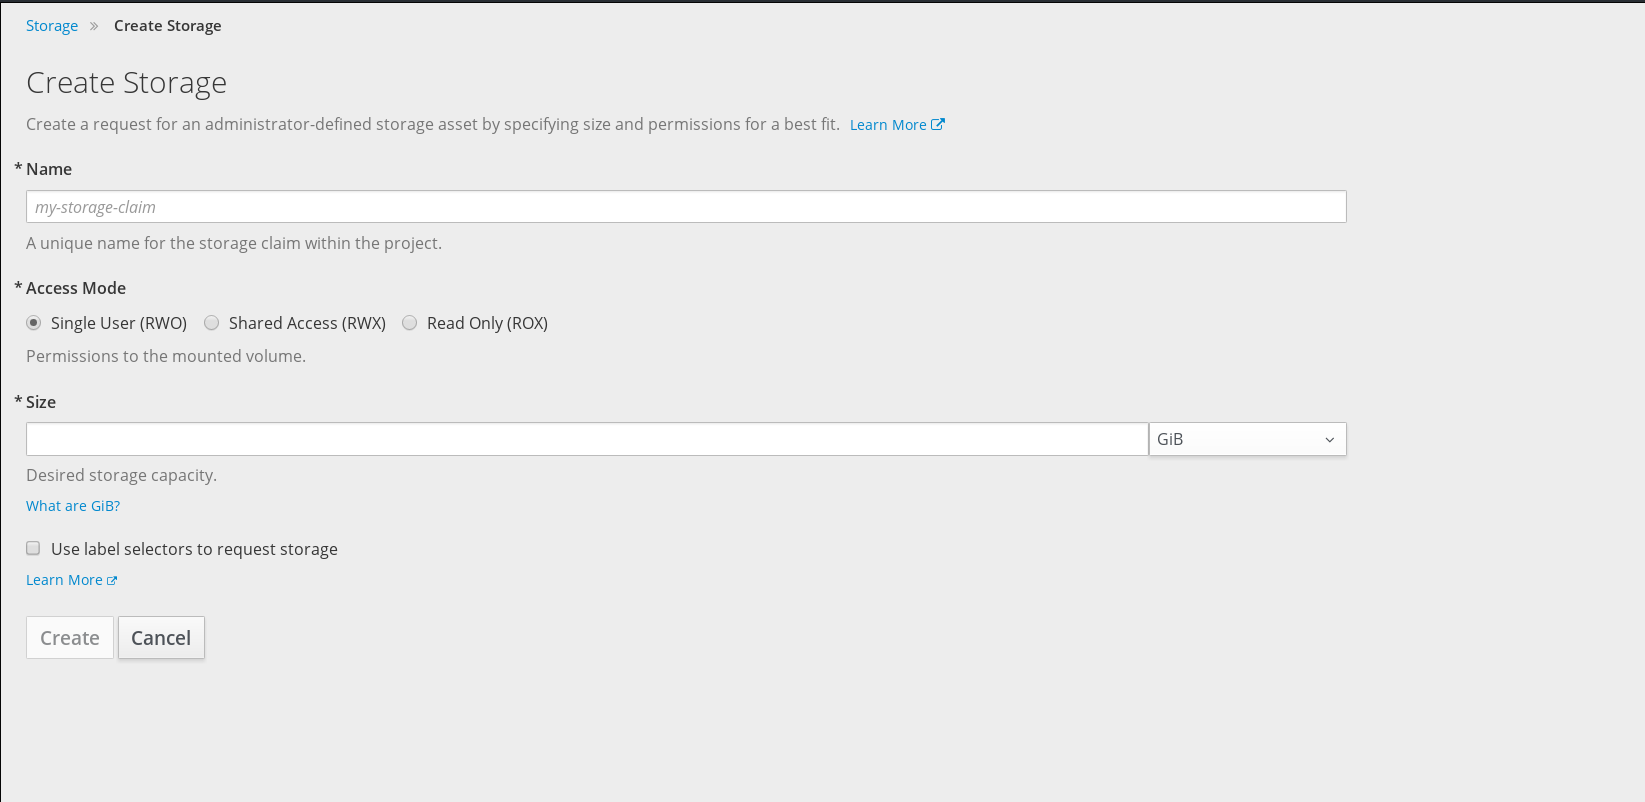 Storage » Create Storage
Create Storage
Create a request for an administrator-defined storage asset by specifying size and permissions for a best fit. Learn More
* Name
my-storage-claim
A unique name for the storage claim within the project.
* Access Mode
Single User (RWO) Shared Access (RWX) Read Only (ROX)
Permissions to the mounted volume.
* Size
GiB
Desired storage capacity.
What are GiB?
Use label selectors to request storage
Learn More
Create Cancel